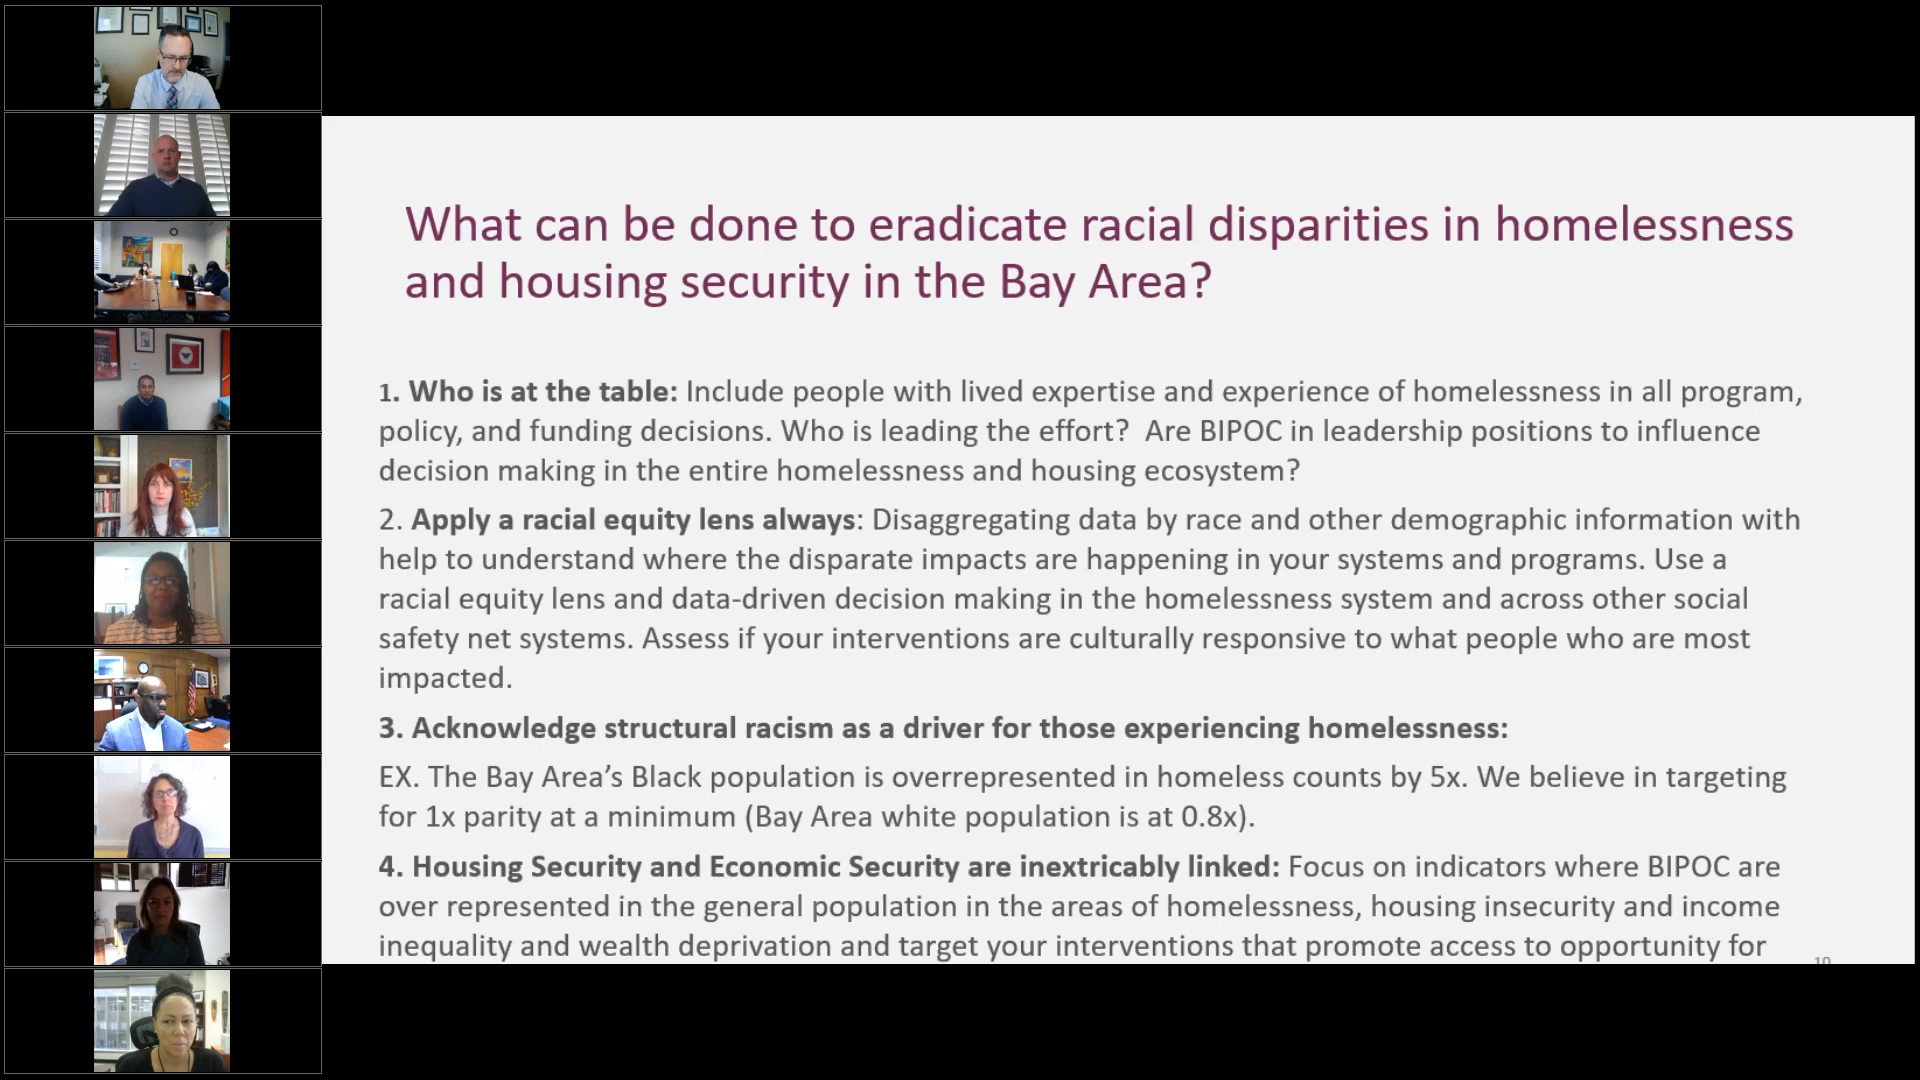 What can be done to eradicate racial disparities in homelessness
and housing security in the Bay Area?
1. Who is at the table: Include people with lived expertise and experience of homelessness in all program,
policy, and funding decisions. Who is leading the effort?  Are BIPOC in leadership positions to influence
decision making in the entire homelessness and housing ecosystem?
2. Apply a racial equity lens always: Disaggregating data by race and other demographic information with
help to understand where the disparate impacts are happening in your systems and programs. Use a
racial equity lens and data-driven decision making in the homelessness system and across other social
safety net systems. Assess if your interventions are culturally responsive to what people who are most
impacted.
3. Acknowledge structural racism as a driver for those experiencing homelessness:
EX. The Bay Area’s Black population is overrepresented in homeless counts by 5x. We believe in targeting
for 1x parity at a minimum (Bay Area white population is at 0.8x).
4. Housing Security and Economic Security are inextricably linked: Focus on indicators where BIPOC are
over represented in the general population in the areas of homelessness, housing insecurity and income
inequality and wealth deprivation and target your interventions that promote access to opportunity for
10